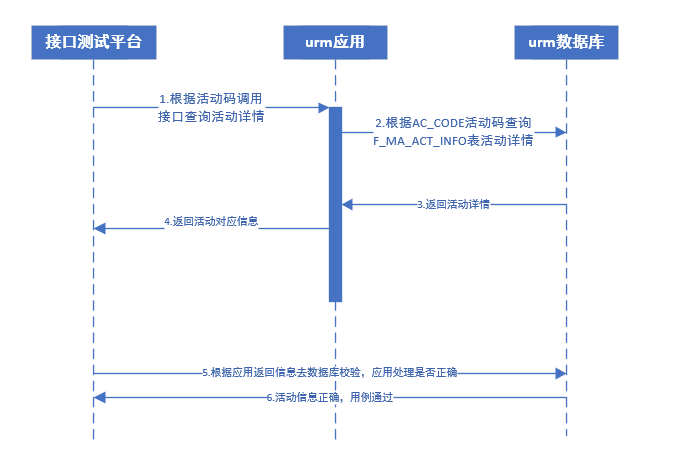 接口测试平台
urm应用
urm数据库
1.根据活动码调用
接口查询活动详情
2.根据AC_CODE活动码查询
F_MA_ACT_INFO表活动详情
3.返回活动详情
4.返回活动对应信息
5.根据应用返回信息去数据库校验，应用处理是否正确
6.活动信息正确，用例通过